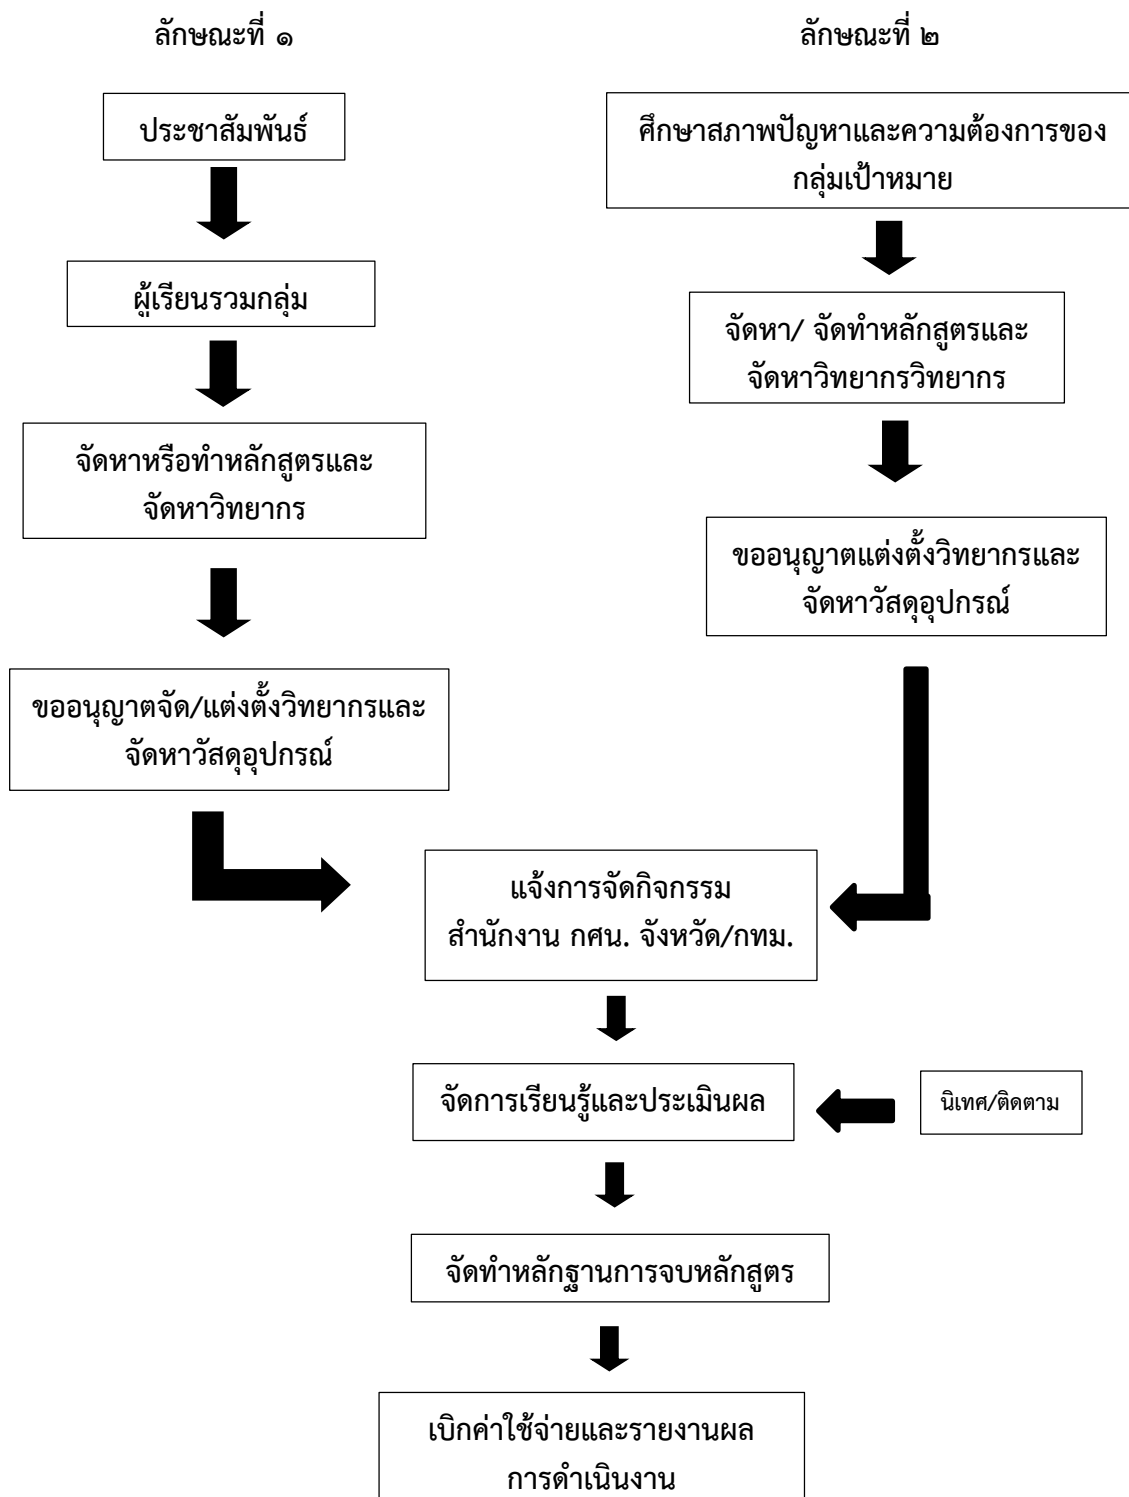 ลักษณะที่ ๑
ลักษณะที่ ๒
ประชาสัมพันธ์
ศึกษาสภาพปัญหาและความต้องการของ
กลุ่มเป้าหมาย
ผู้เรียนรวมกลุ่ม
จัดหา/ จัดทำหลักสูตรและ
จัดหาวิทยากรวิทยากร
จัดหาหรือทำหลักสูตรและ
จัดหาวิทยากร
ขออนุญาตแต่งตั้งวิทยากรและ
จัดหาวัสดุอุปกรณ์
ขออนุญาตจัด/แต่งตั้งวิทยากรและ
จัดหาวัสดุอุปกรณ์
แจ้งการจัดกิจกรรม
สำนักงาน กศน. จังหวัด/กทม.
จัดการเรียนรู้และประเมินผล
นิเทศ/ติดตาม
จัดทำหลักฐานการจบหลักสูตร
เบิกค่าใช้จ่ายและรายงานผล
การดำเนินงาน